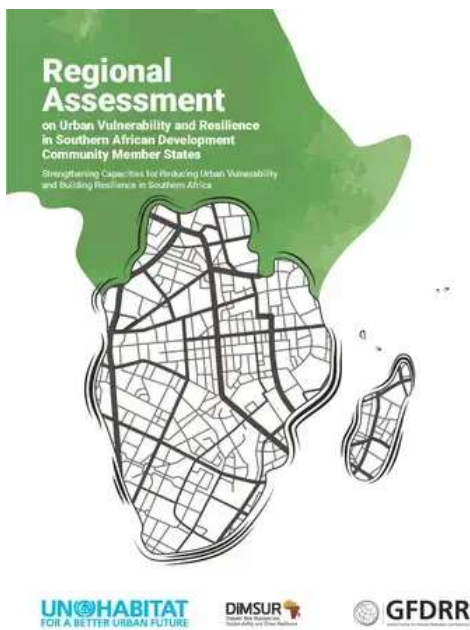 Regional
Assessment
on Urban Vulnerability and Resilience
in Southern African Development
Community Member States
Strengthening Capacities for Reducing Urban Vulnerability
and Building Resilience in Southern Africa
UN HABITAT
FOR A BETTER URBAN FUTURE
DIMSUR
GFDRR